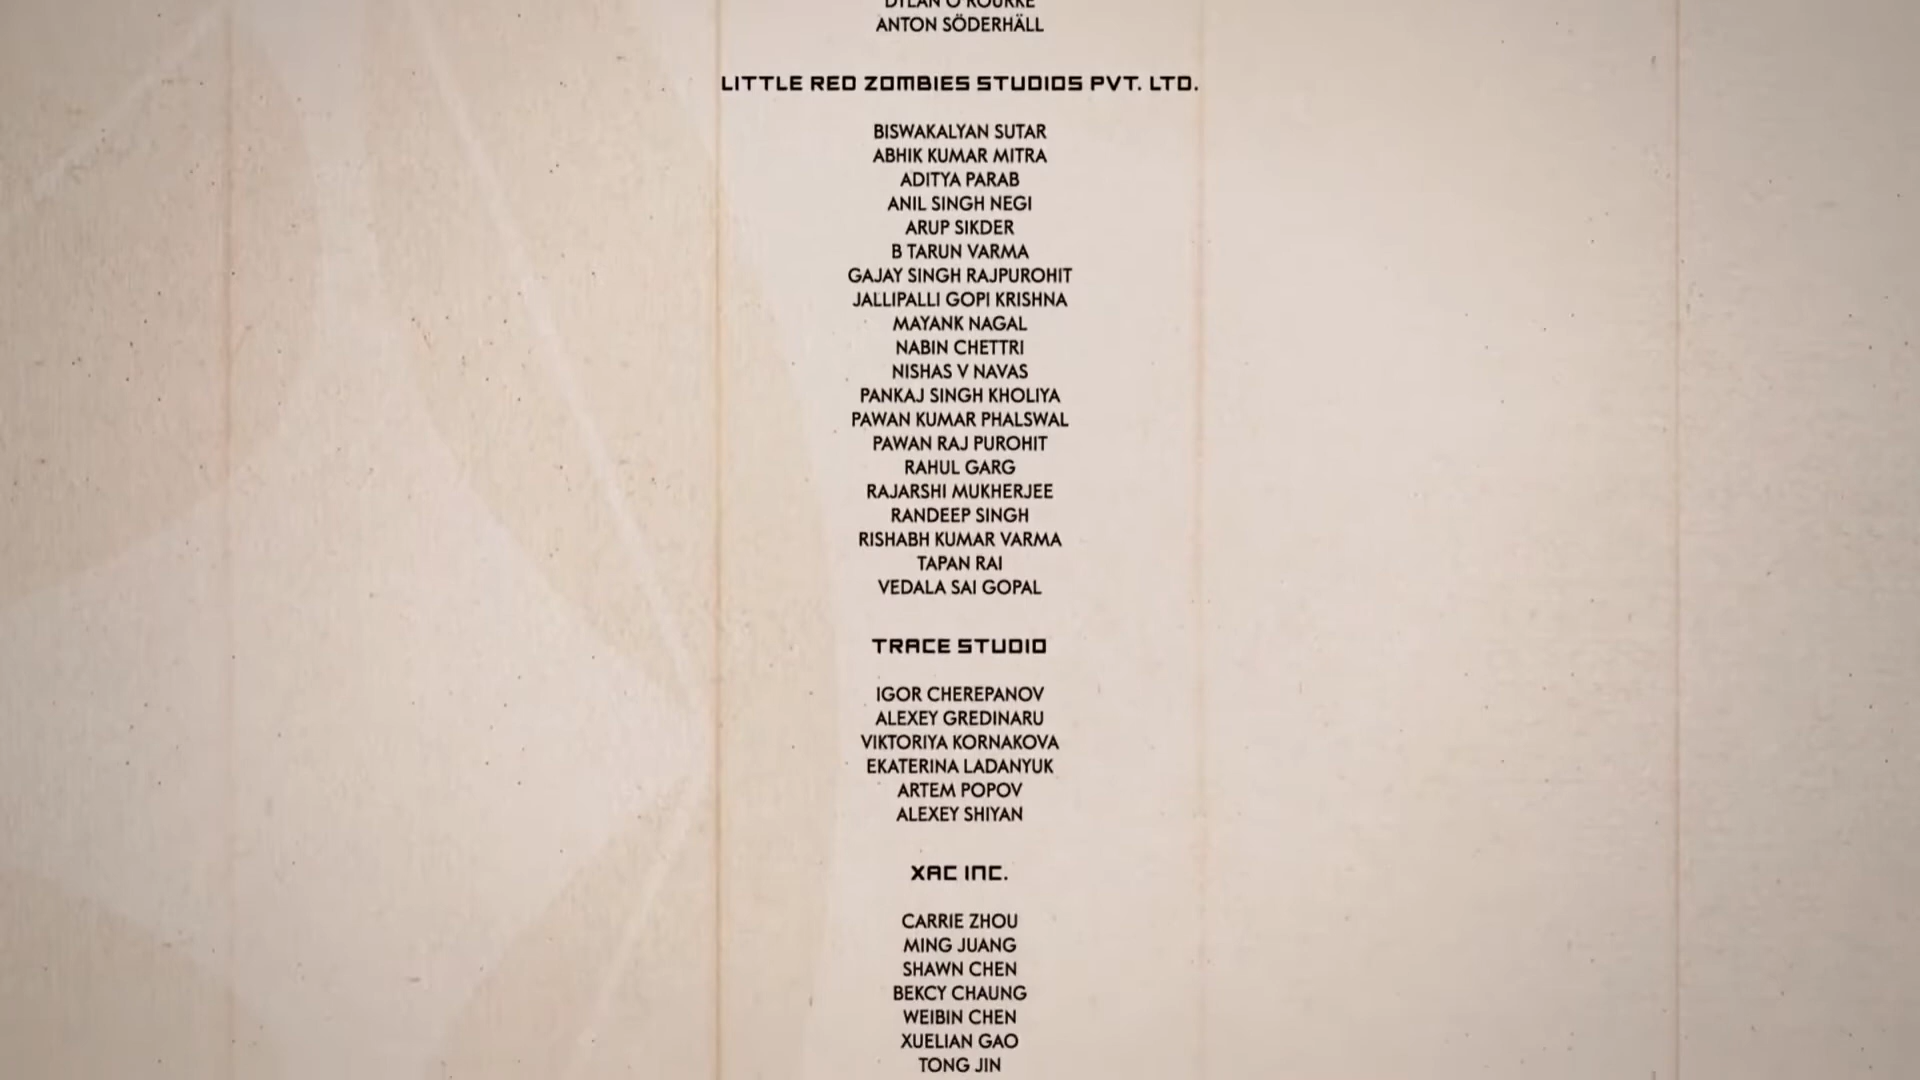 DYLAN O'ROURKE
ANTON SÖDERHÄLL
LITTLE RED ZOMBIES STUDIOS PVT. LTD.
BISWAKALYAN SUTAR
ABHIK KUMAR MITRA
ADITYA PARAB
ANIL SINGH NEGI
ARUP SIKDER
B TARUN VARMA
GAJAY SINGH RAJPUROHIT
JALLIPALLI GOPI KRISHNA
MAYANK NAGAL
NABIN CHETTRI
NISHAS V NAVAS
PANKAJ SINGH KHOLIYA
PAWAN KUMAR PHALSWAL
PAWAN RAJ PUROHIT
RAHUL GARG
RAJARSHI MUKHERJEE
RANDEEP SINGH
RISHABH KUMAR VARMA
TAPAN RAI
VEDALA SAI GOPAL
TRACE STUDIO
IGOR CHEREPANOV
ALEXEY GREDINARU
VIKTORIYA KORNAKOVA
EKATERINA LADANYUK
ARTEM POPOV
ALEXEY SHIYAN
XAC INC.
CARRIE ZHOU
MING JUANG
SHAWN CHEN
BEKCY CHAUNG
WEIBIN CHEN
XUELIAN GAO
TONG JIN